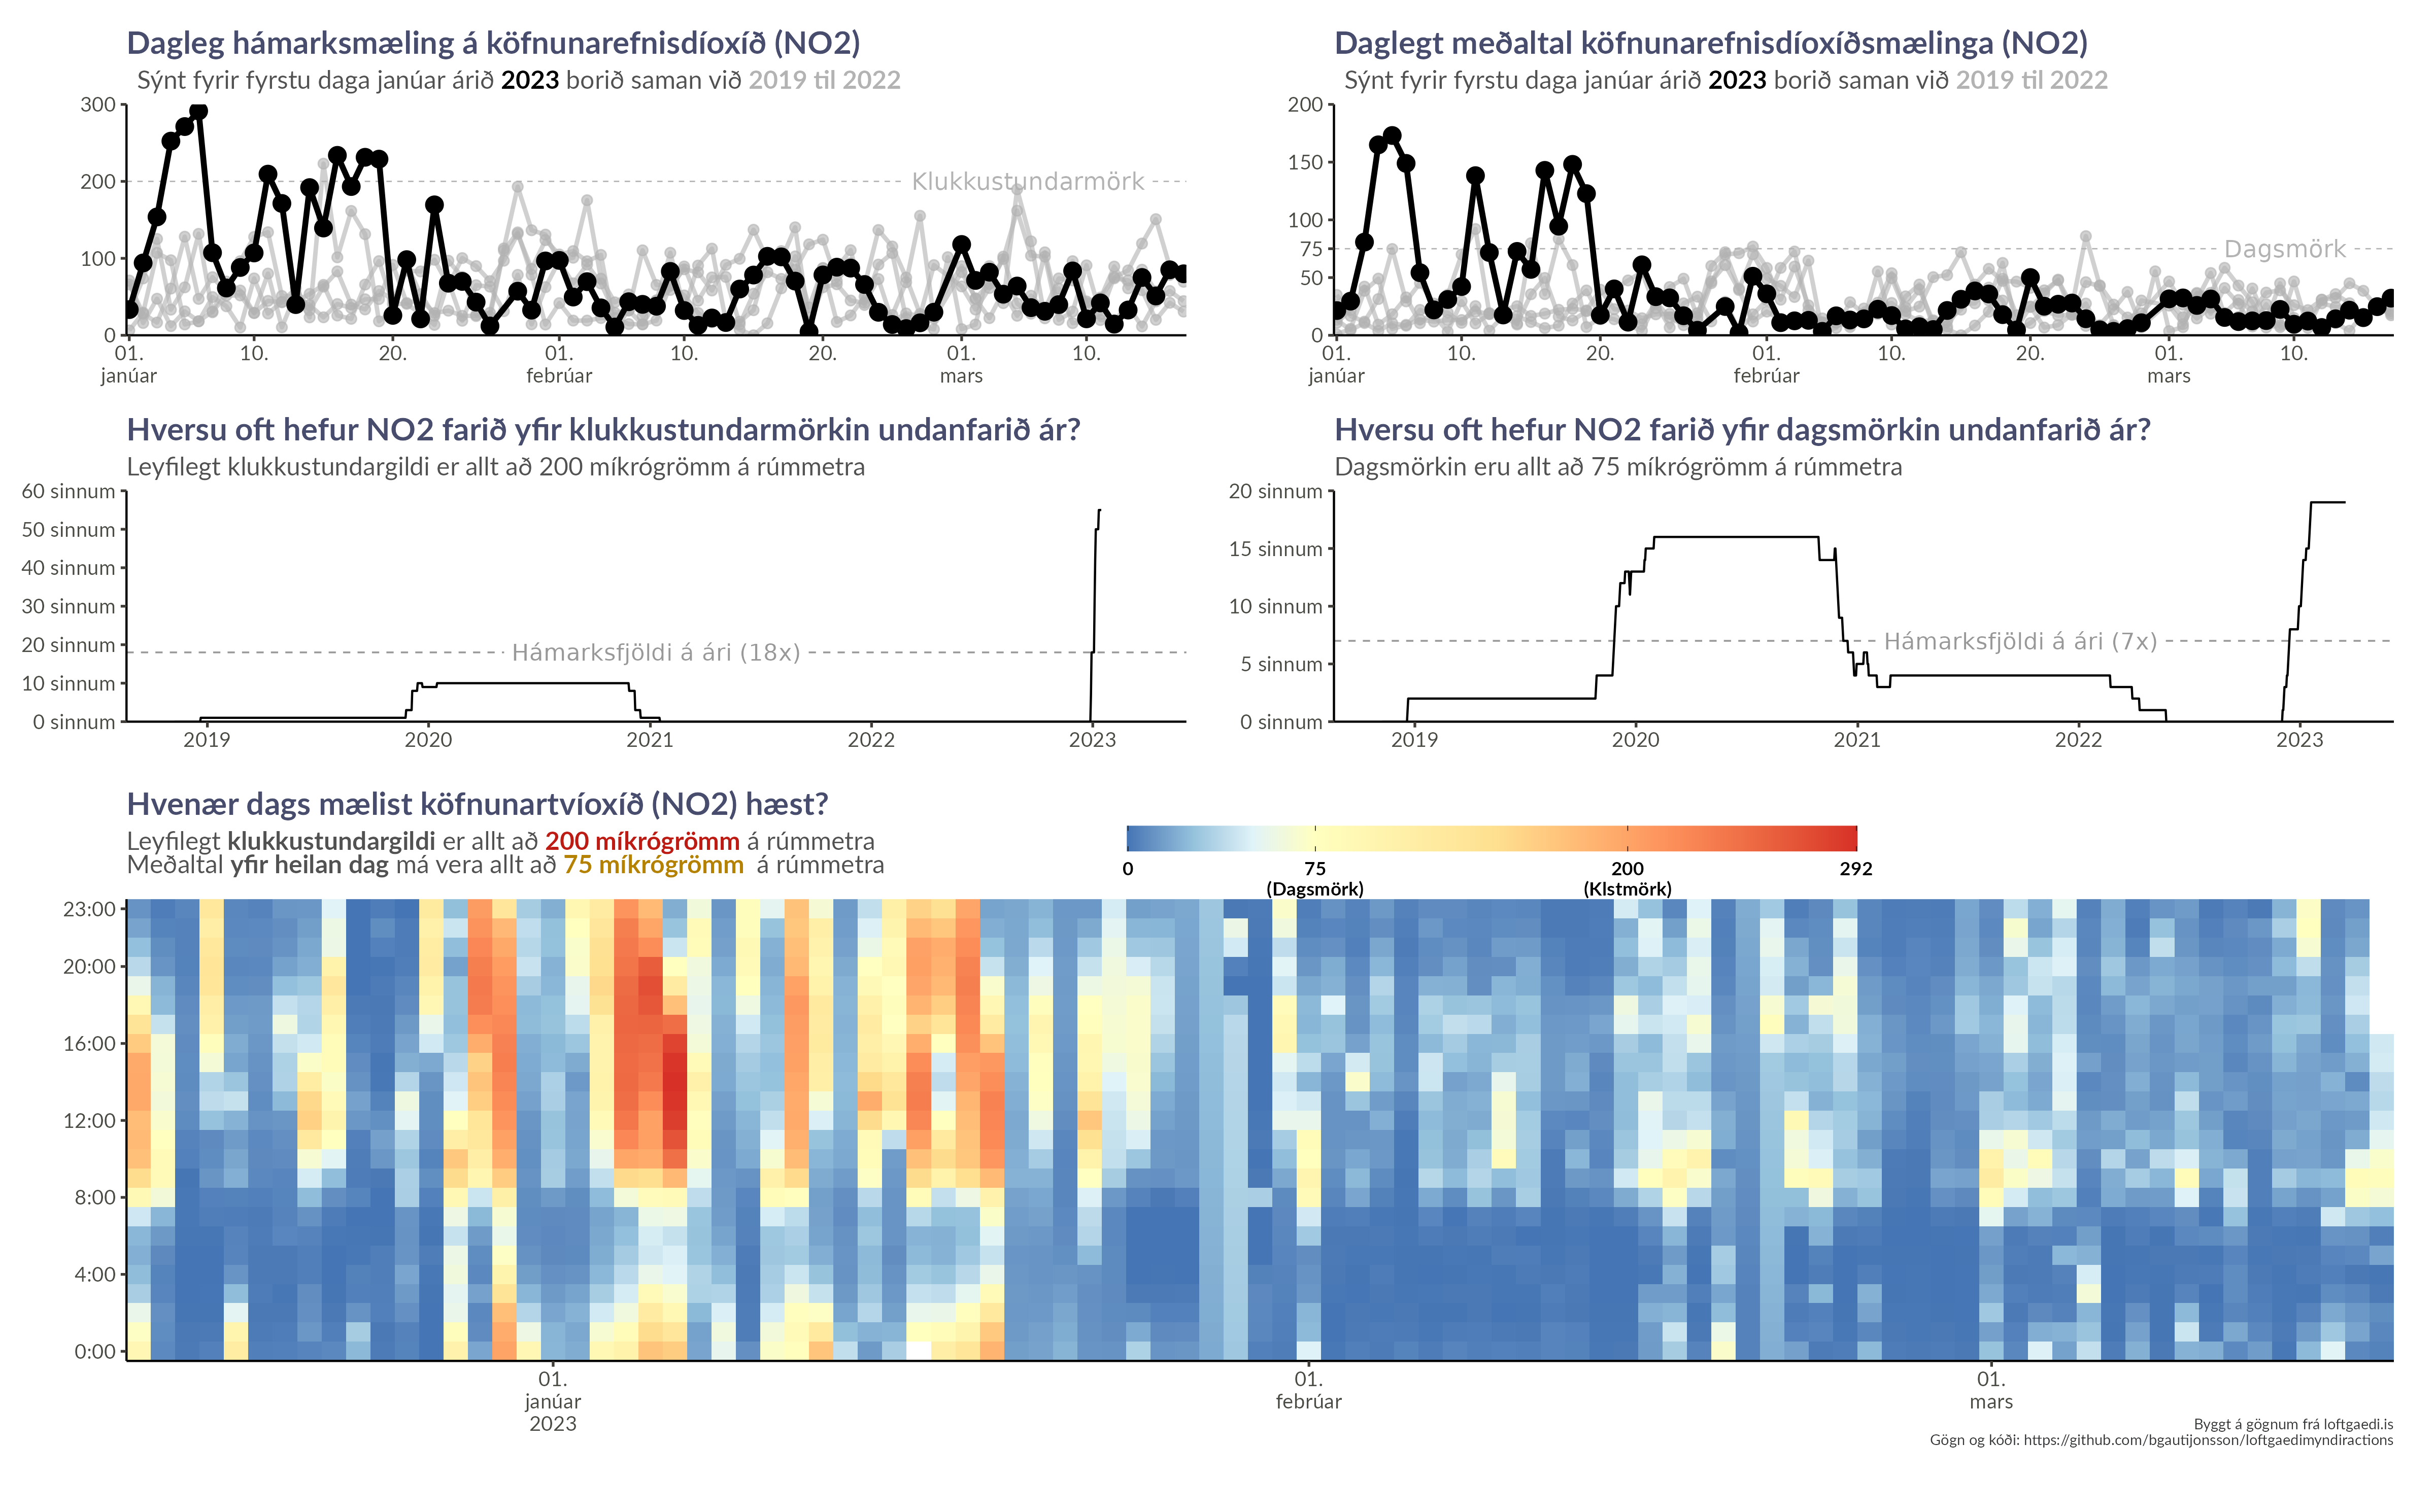 Dagleg hámarksmæling á köfnunarefnisdíoxíð (NO2)
Sýnt fyrir fyrstu daga janúar árið 2023 borið saman við 2019 til 2022
300
200
100
0
Klukkustundarmörk
01. 10. 20. 01. 10. 20. 01. 10.
janúar febrúar mars
Daglegt meðaltal köfnunarefnisdíoxíðsmælinga (NO2)
Sýnt fyrir fyrstu daga janúar árið 2023 borið saman við 2019 til 2022
200
150
100
75
50
0
Dagsmörk
01. 10. 20. 01. 10. 20. 01. 10.
janúar febrúar mars
Hversu oft hefur NO2 farið yfir klukkustundarmörkin undanfarið ár?
Leyfilegt klukkustundargildi er allt að 200 míkrógrömm á rúmmetra
60 sinnum
50 sinnum
40 sinnum
30 sinnum
20 sinnum
10 sinnum
0 sinnum
Hámarksfjöldi á ári (18x)
2019 2020 2021 2022 2023
Hversu oft hefur NO2 farið yfir dagsmörkin undanfarið ár?
Dagsmörkin eru allt að 75 míkrógrömm á rúmmetra
20 sinnum
15 sinnum
10 sinnum
5 sinnum
0 sinnum
Hámarksfjöldi á ári (7x)
2019 2020 2021 2022 2023
Hvenær dags mælist köfnunartvíoxíð (NO2) hæst?
Leyfilegt klukkustundargildi er allt að 200 míkrógrömm á rúmmetra
Meðaltal yfir heilan dag má vera allt að 75 míkrógrömm á rúmmetra
0 75 200 292
(Dagsmörk) (Klstmörk)
23:00
20:00
16:00
12:00
8:00
4:00
0:00
01. 01. 01.
janúar febrúar mars
2023
Byggt á gögnum frá loftgaedi.is
Gögn og kóði: https://github.com/bgautijonsson/loftgaedimyndiractions